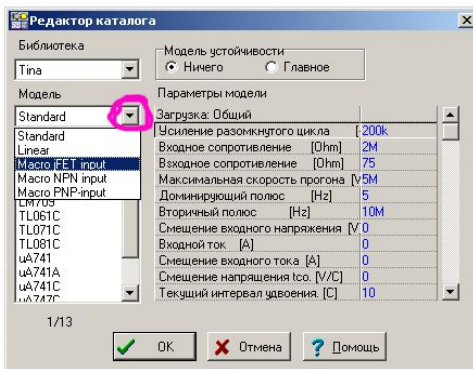 Редактор каталога
Библиотека
Tina
Модель устойчивости
Ничего
Главное
Модель
Standard
Standard
Linear
Macro jFET input
Macro NPN input
Macro PNP-input
LM709
TL061C
TL071C
TL081C
uA741
uA741A
uA741C
uA747C
1/13
Параметры модели
Загрузка: Общий
Усиление разомкнутого цикла [-200k
Входное сопротивление [Ohm] 2M
Взходное сопротивление [Ohm] 75
Максимальная скорость прогона [V 5M
Доминирующий полюс [Hz] 5
Вторичный полюс [Hz] 10M
Смещение входного напряжения [V 0
Входной ток [A] 0
Смещение входного тока [A] 0
Смещение напрящения tco. [V/C] 0
Текущий интервал удвоения. [C] 10
OK
Отмена
Помощь